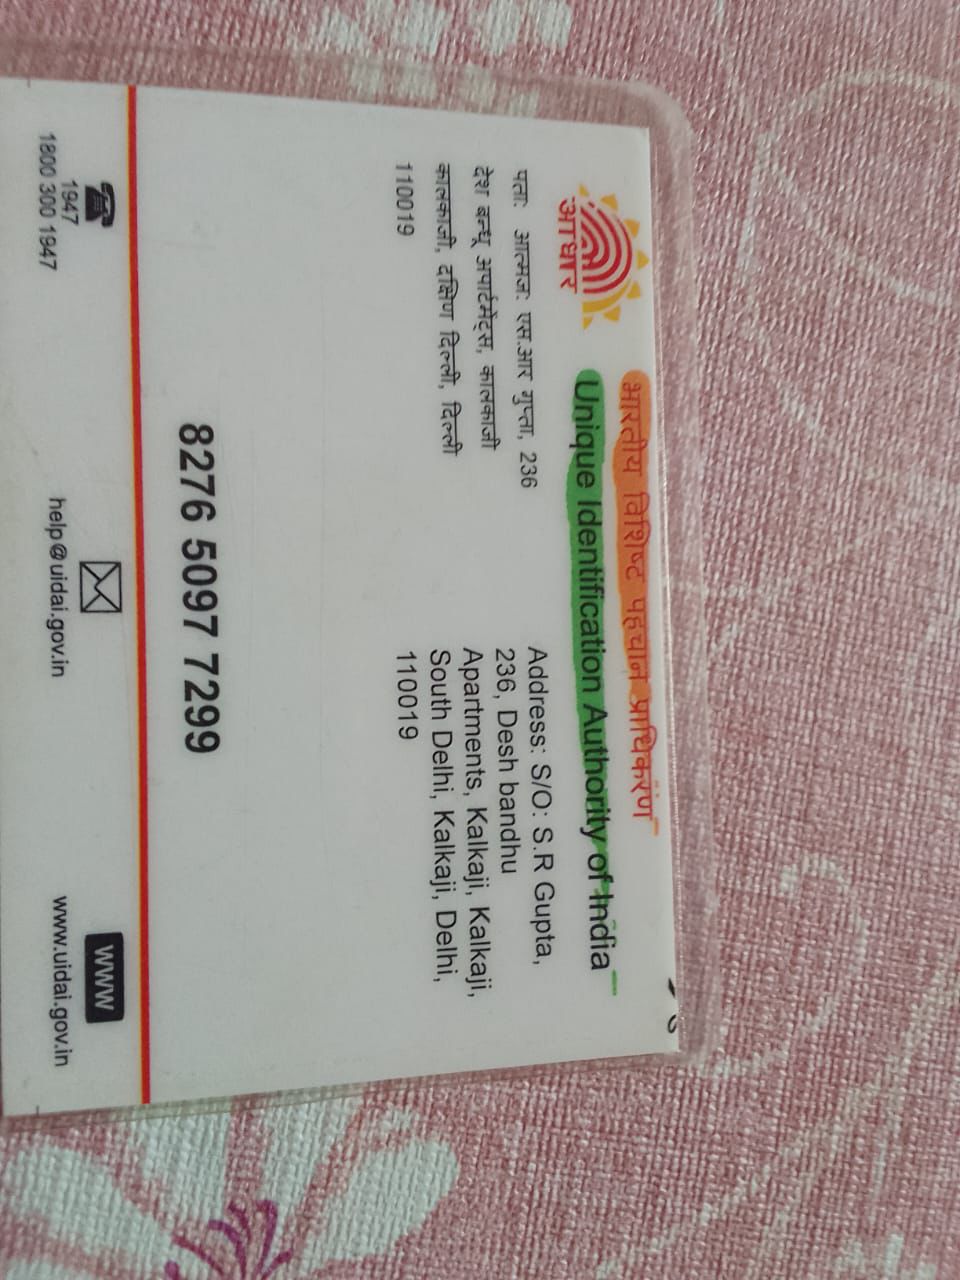 भारतीय विशिष्ट पहचान प्राधिकरण
Unique Identification Authority of India
आधार
पता: आत्मज: एस.आर गुप्ता, 236
देश बन्धू अपार्टमेंट्स, कालकाजी
कालकाजी, दक्षिण दिल्ली, दिल्ली
110019
Address: S/O: S.R Gupta,
236, Desh bandhu
Apartments, Kalkaji, Kalkaji,
South Delhi, Kalkaji, Delhi,
110019
8276 5097 7299
1947
1800 300 1947
help@uidai.gov.in
WWW
www.uidai.gov.in